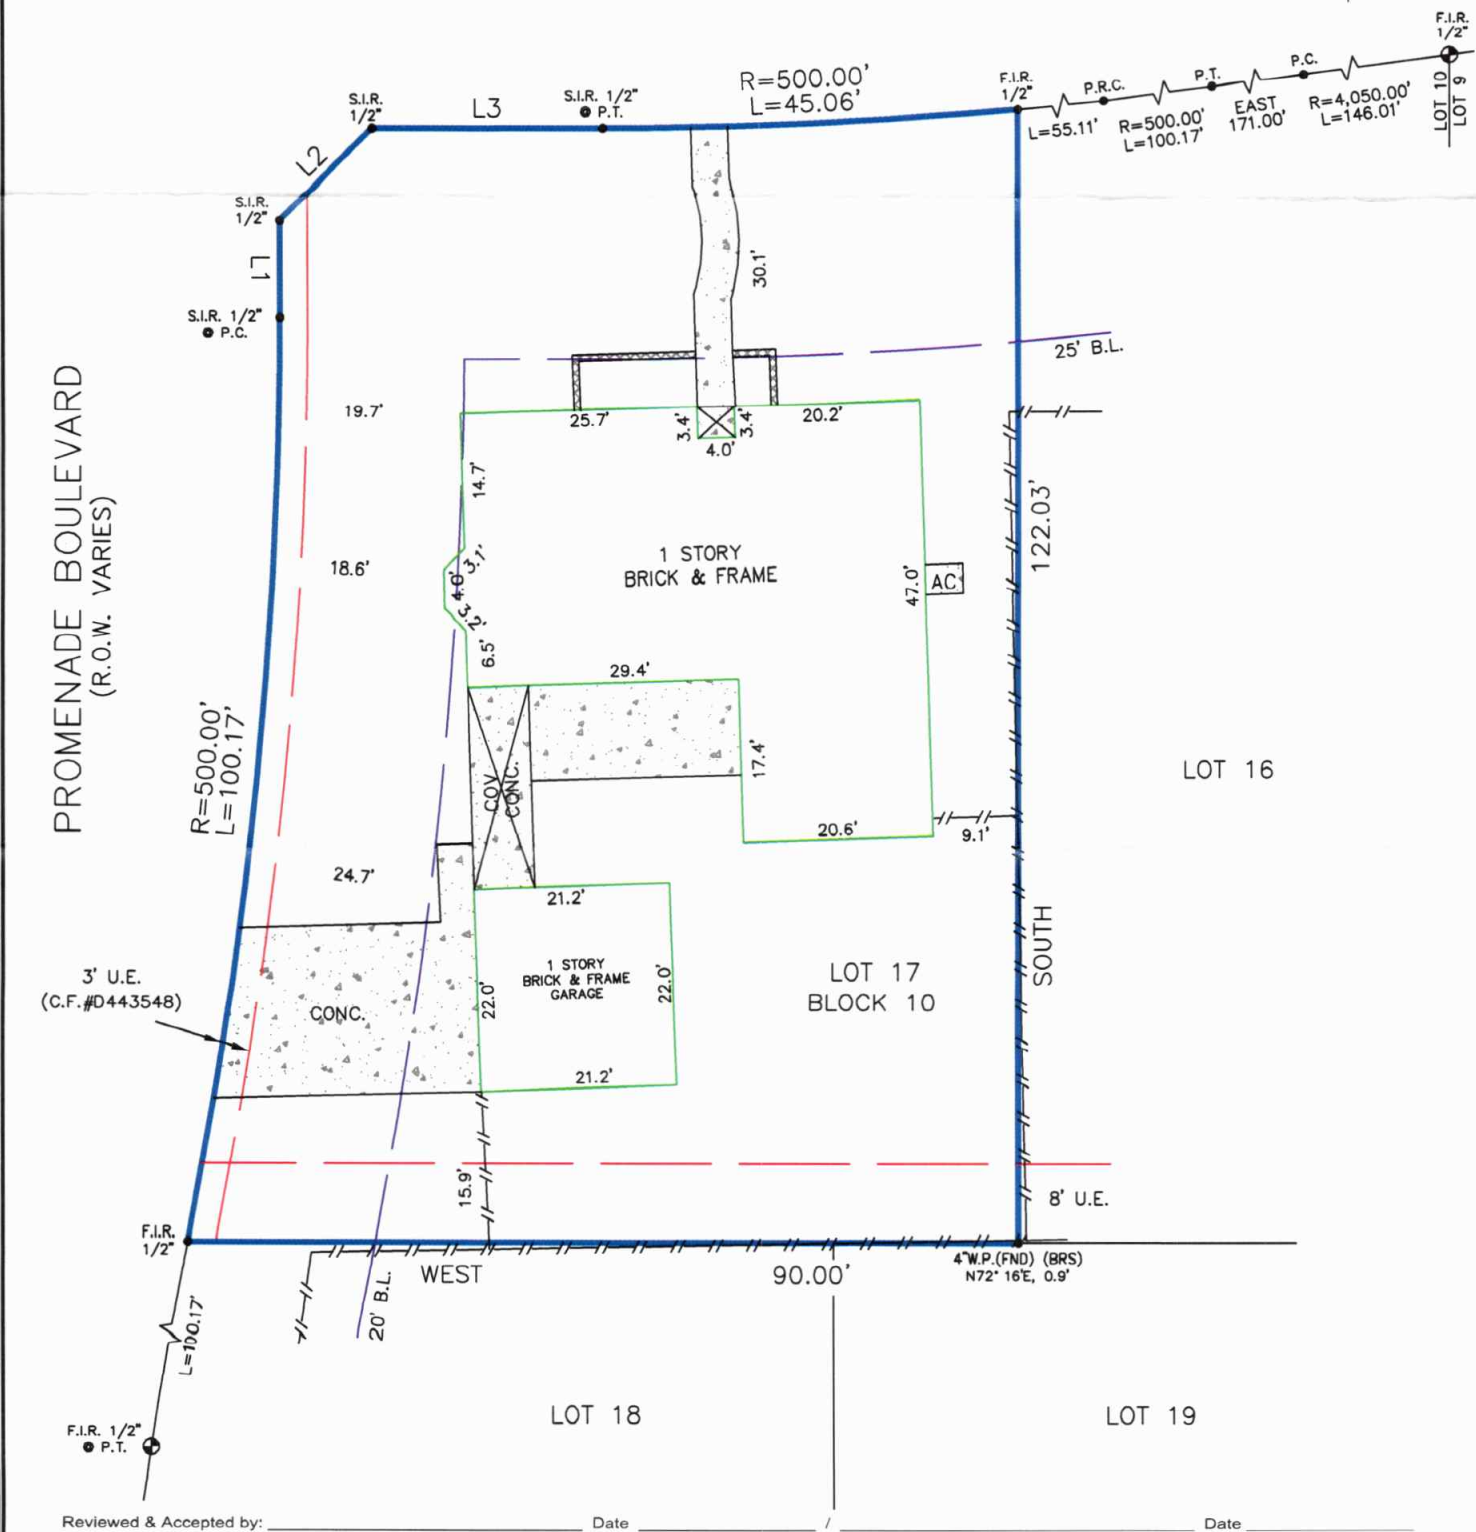 F.I.R.
1/2"
LOT 10
LOT 9
R=500.00'
L=45.06'
F.I.R.
1/2"
P.R.C.
P.T.
P.C.
L=55.11'
R=500.00'
L=100.17'
EAST
171.00'
R=4,050.00'
L=146.01'
S.I.R.
1/2"
L3
S.I.R. 1/2"
P.T.
L2
S.I.R.
1/2"
L1
S.I.R. 1/2"
P.C.
30.1'
25' B.L.
PROMENADE BOULEVARD
(R.O.W. VARIES)
19.7'
25.7'
3.4'
3.4'
4.0'
20.2'
14.7'
122.03'
18.6'
3.1'
4.0'
3.2'
6.5'
1 STORY
BRICK & FRAME
47.0'
AC
29.4'
R=500.00'
L=100.17'
COV.
CONC.
17.4'
LOT 16
20.6'
9.1'
24.7'
21.2'
SOUTH
3' U.E.
(C.F.#D443548)
CONC.
22.0'
1 STORY
BRICK & FRAME
GARAGE
22.0'
LOT 17
BLOCK 10
21.2'
15.9'
8' U.E.
F.I.R.
1/2"
WEST
90.00'
4"W.P.(FND) (BRS)
N72° 16'E, 0.9'
20' B.L.
L=100.17'
LOT 18
LOT 19
F.I.R. 1/2"
P.T.
Reviewed & Accepted by: Date / Date